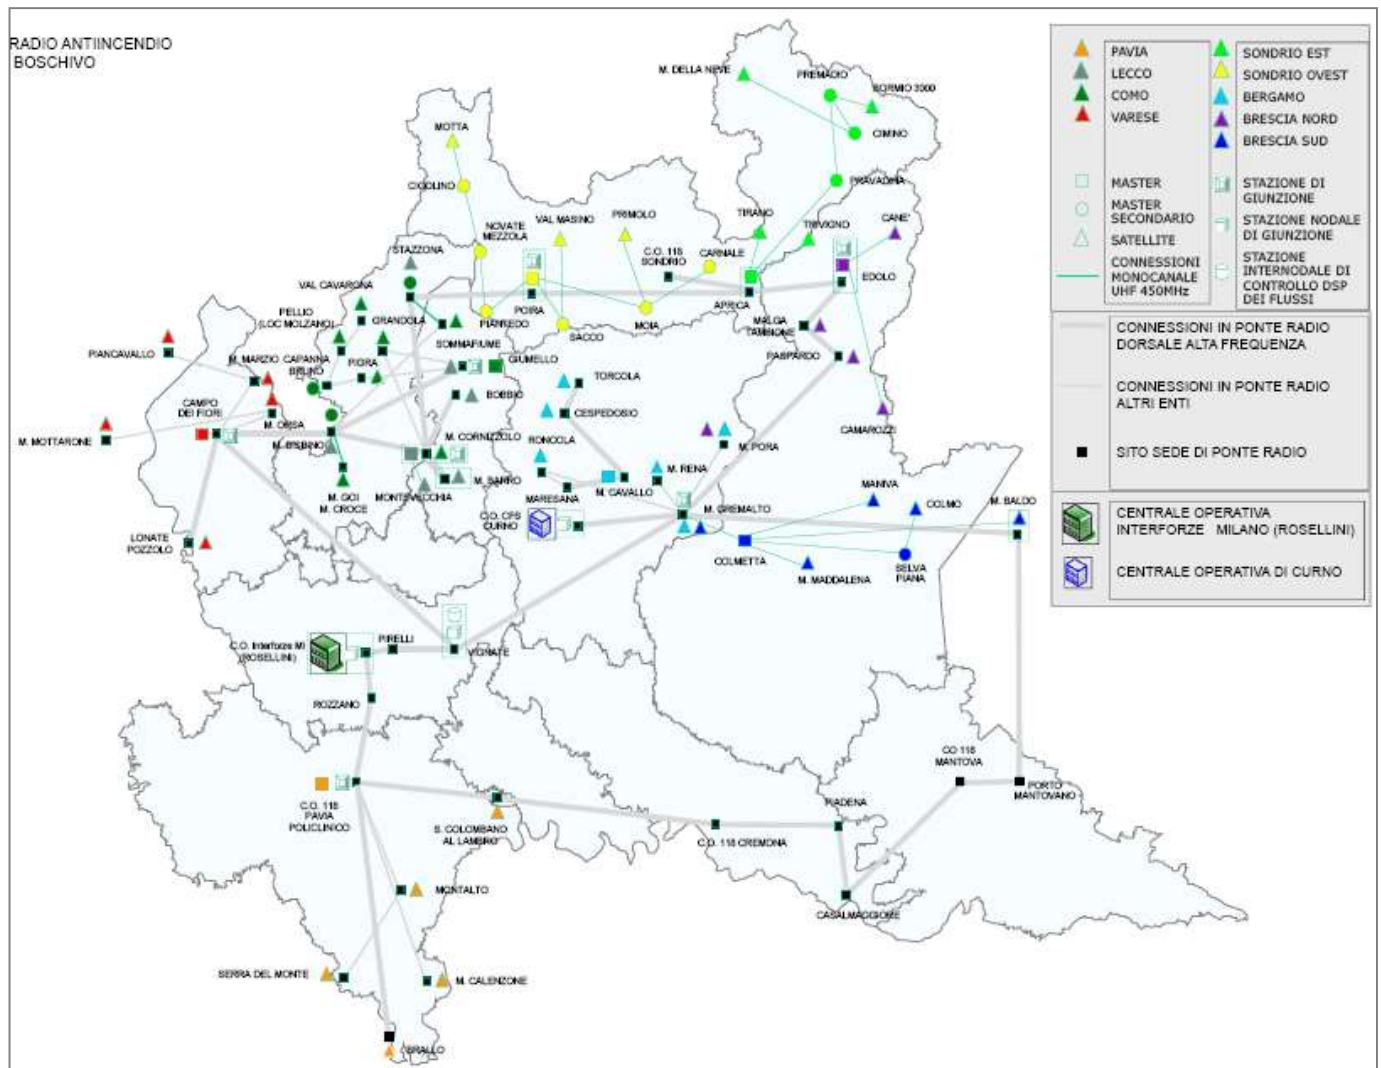 RADIO ANTIINCENDIO
BOSCHIVO
M. DELLA NEVE
PREMADIO
BORMIO 3000
CIMINO
PRAVADINA
MOTTA
CIGOLINO
NOVATE
MEZZOLA
VAL MASINO
PRIMOLO
TIRANO
TRIVIGNO
CANE'
STAZZONA
C.O. 118
SONDRIO
CARNALE
EDOLO
VAL CAVARGNA
POIRA
APRICA
PELLIO
(LOC MOLZANO)
GRANDOLA
PIANREDO
SACCO
MOIA
MALGA
TAMBIONE
PIANCAVALLO
M. MARZIO
CAPANNA
BRUNO
PIGRA
SOMMAFIUME
GIUMELLO
PASPARDO
TORCOLA
BOBBIO
CESPEDOSIO
CAMPO
DEI FIORI
M. ORSA
CAMAROZZI
M. MOTTARONE
M. BISBINO
M. CORNIZZOLO
RONCOLA
M. PORA
M. BARRO
M. RENA
M. GOI
M. CROCE
MONTEVECCHIA
MARESANA
M. CAVALLO
MANIVA
COLMO
M. BALDO
C.O. CFS
CURNO
M. GREMALTO
LONATE
POZZOLO
COLMETTA
M. MADDALENA
SELVA
PIANA
C.O. Interforze MI
(ROSELLINI)
PIRELLI
VIGNATE
ROZZANO
CO 118
MANTOVA
PORTO
MANTOVANO
C.O. 118
PAVIA
POLICLINICO
S. COLOMBANO
AL LAMBRO
PIADENA
C.O. 118 CREMONA
MONTALTO
CASALMAGGIORE
SERRA DEL MONTE
M. CALENZONE
BRALLO
PAVIA
LECCO
COMO
VARESE
SONDRIO EST
SONDRIO OVEST
BERGAMO
BRESCIA NORD
BRESCIA SUD
MASTER
MASTER
SECONDARIO
SATELLITE
CONNESSIONI
MONOCANALE
UHF 450MHz
STAZIONE DI
GIUNZIONE
STAZIONE NODALE
DI GIUNZIONE
STAZIONE
INTERNODALE DI
CONTROLLO DSP
DEI FLUSSI
CONNESSIONI IN PONTE RADIO
DORSALE ALTA FREQUENZA
CONNESSIONI IN PONTE RADIO
ALTRI ENTI
SITO SEDE DI PONTE RADIO
CENTRALE OPERATIVA
INTERFORZE MILANO (ROSELLINI)
CENTRALE OPERATIVA DI CURNO